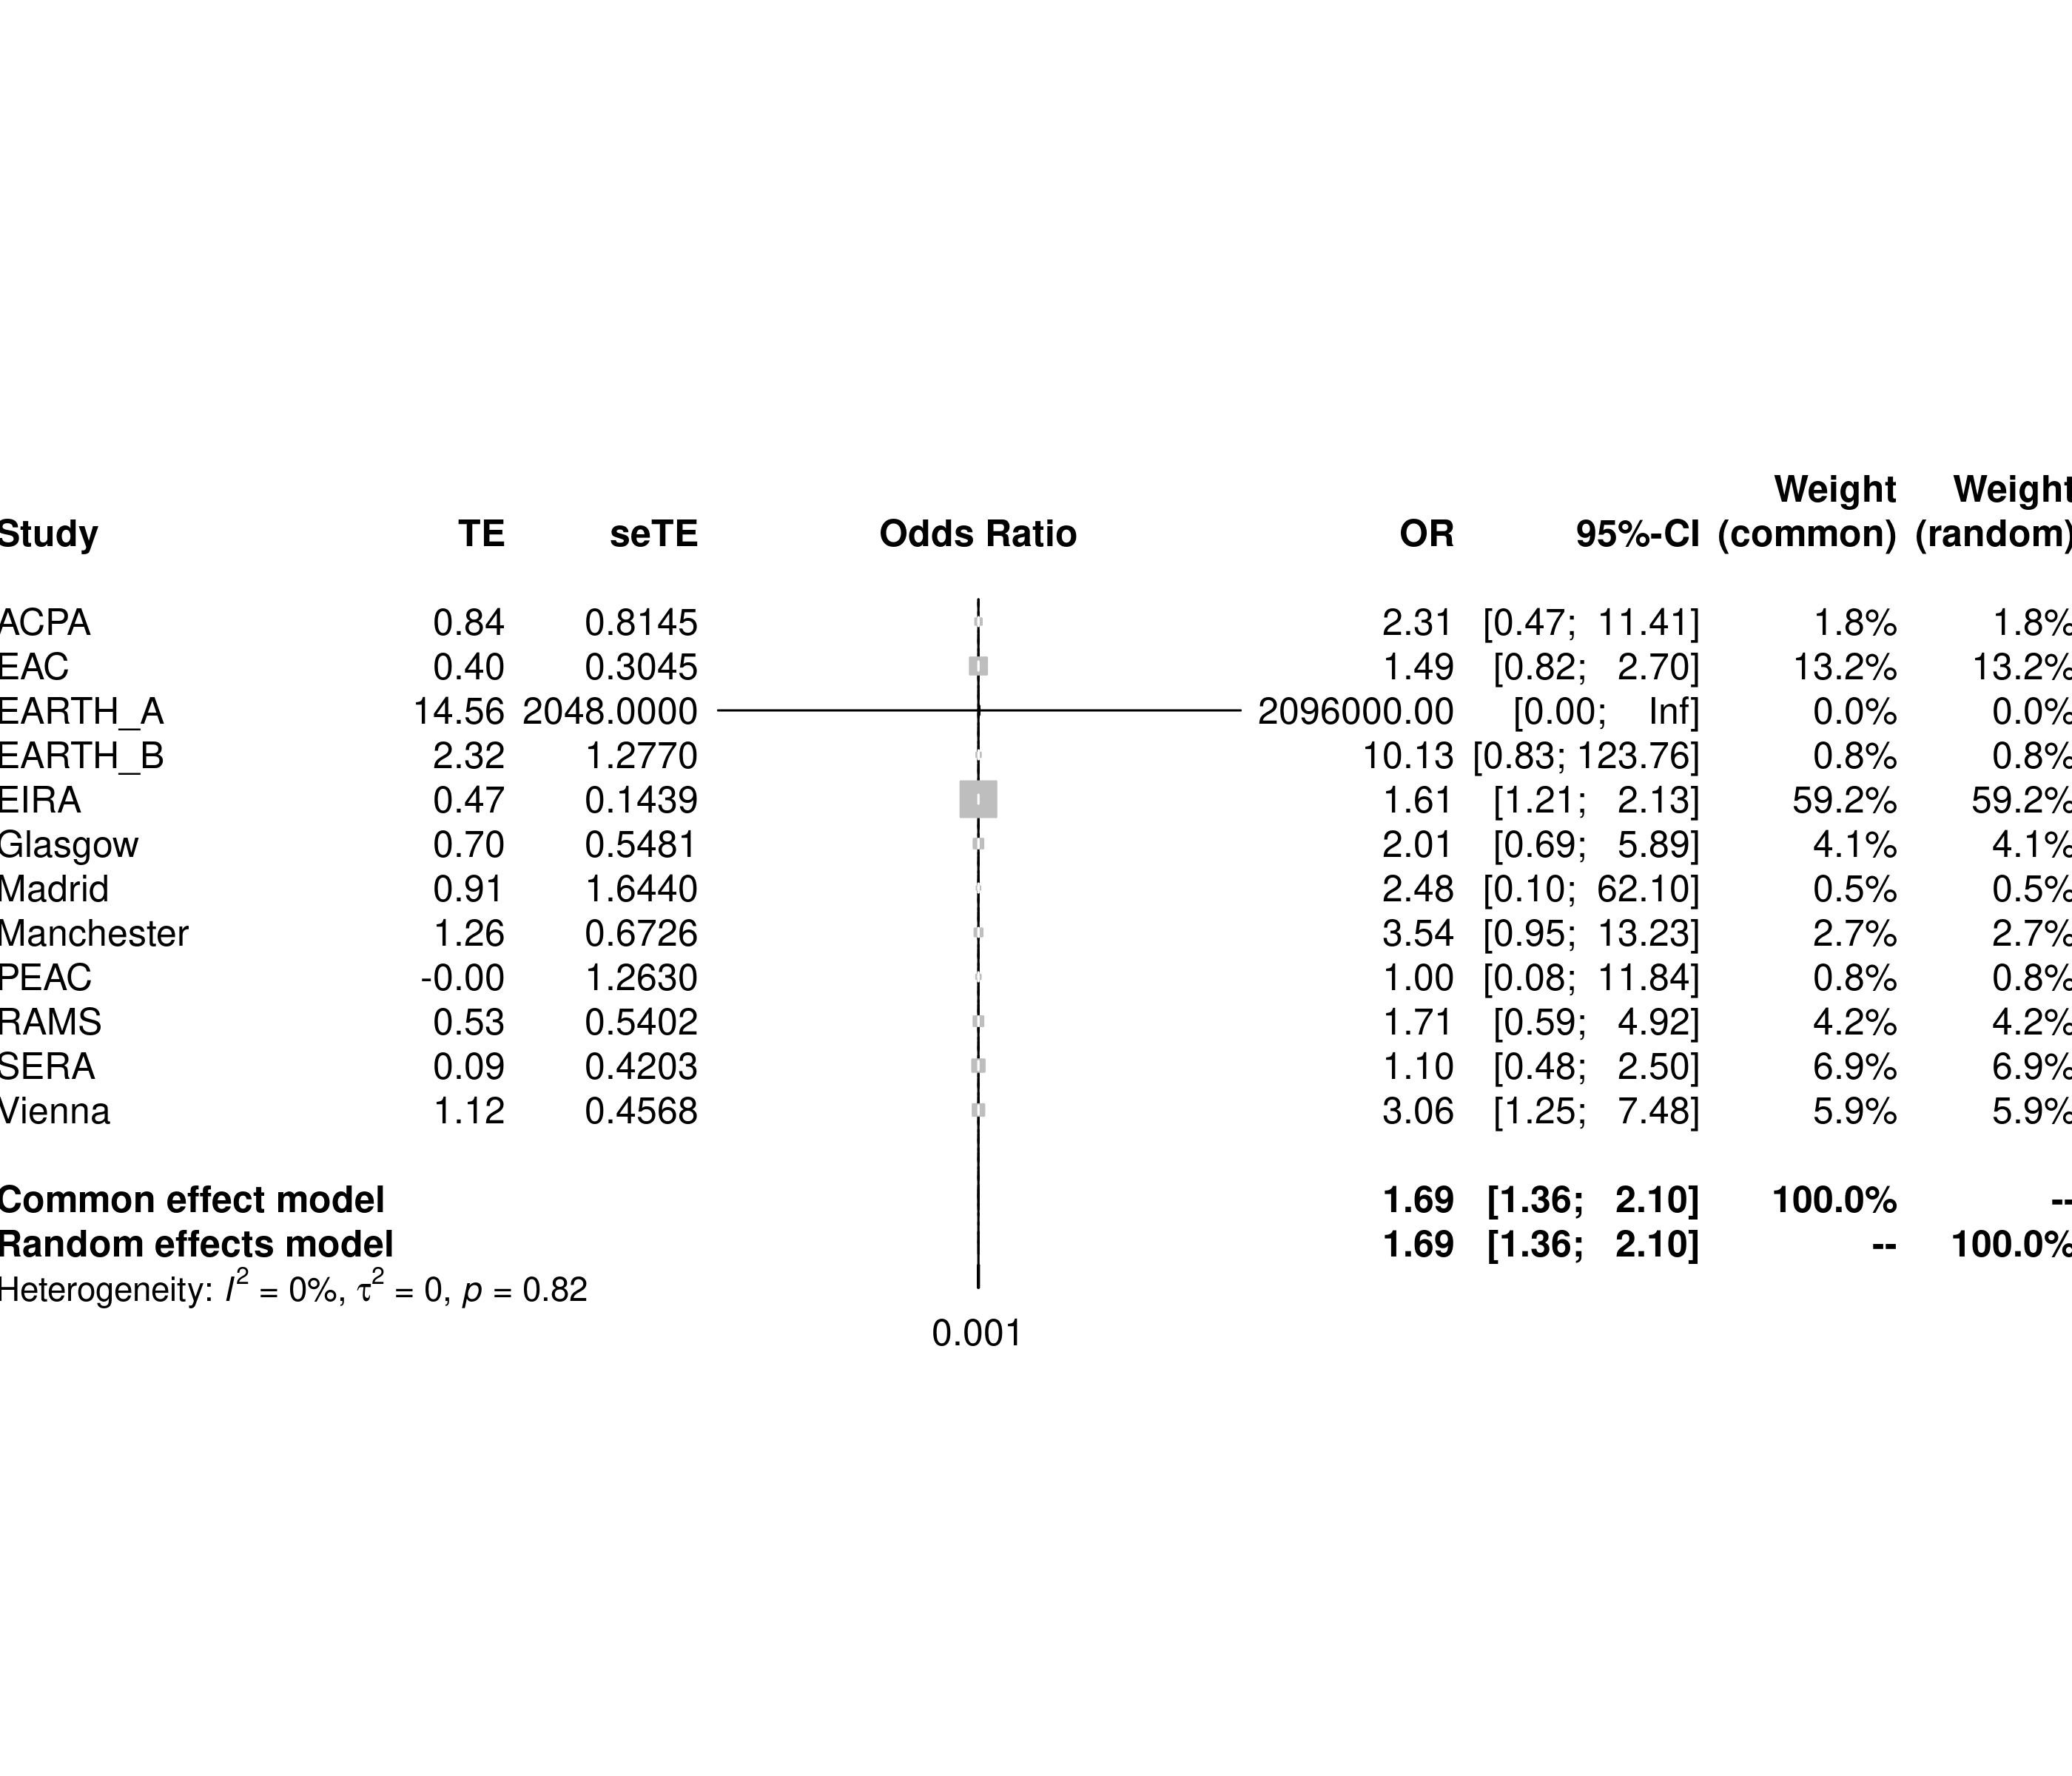 Weight Weight
Study TE seTE Odds Ratio OR 95%-CI (common) (random)
ACPA 0.84 0.8145 2.31 [0.47; 11.41] 1.8% 1.8%
EAC 0.40 0.3045 1.49 [0.82; 2.70] 13.2% 13.2%
EARTH_A 14.56 2048.0000 2096000.00 [0.00; Inf] 0.0% 0.0%
EARTH_B 2.32 1.2770 10.13 [0.83; 123.76] 0.8% 0.8%
EIRA 0.47 0.1439 1.61 [1.21; 2.13] 59.2% 59.2%
Glasgow 0.70 0.5481 2.01 [0.69; 5.89] 4.1% 4.1%
Madrid 0.91 1.6440 2.48 [0.10; 62.10] 0.5% 0.5%
Manchester 1.26 0.6726 3.54 [0.95; 13.23] 2.7% 2.7%
PEAC -0.00 1.2630 1.00 [0.08; 11.84] 0.8% 0.8%
RAMS 0.53 0.5402 1.71 [0.59; 4.92] 4.2% 4.2%
SERA 0.09 0.4203 1.10 [0.48; 2.50] 6.9% 6.9%
Vienna 1.12 0.4568 3.06 [1.25; 7.48] 5.9% 5.9%
Common effect model 1.69 [1.36; 2.10] 100.0% --
Random effects model 1.69 [1.36; 2.10] -- 100.0%
Heterogeneity: I² = 0%, τ² = 0, p = 0.82
0.001